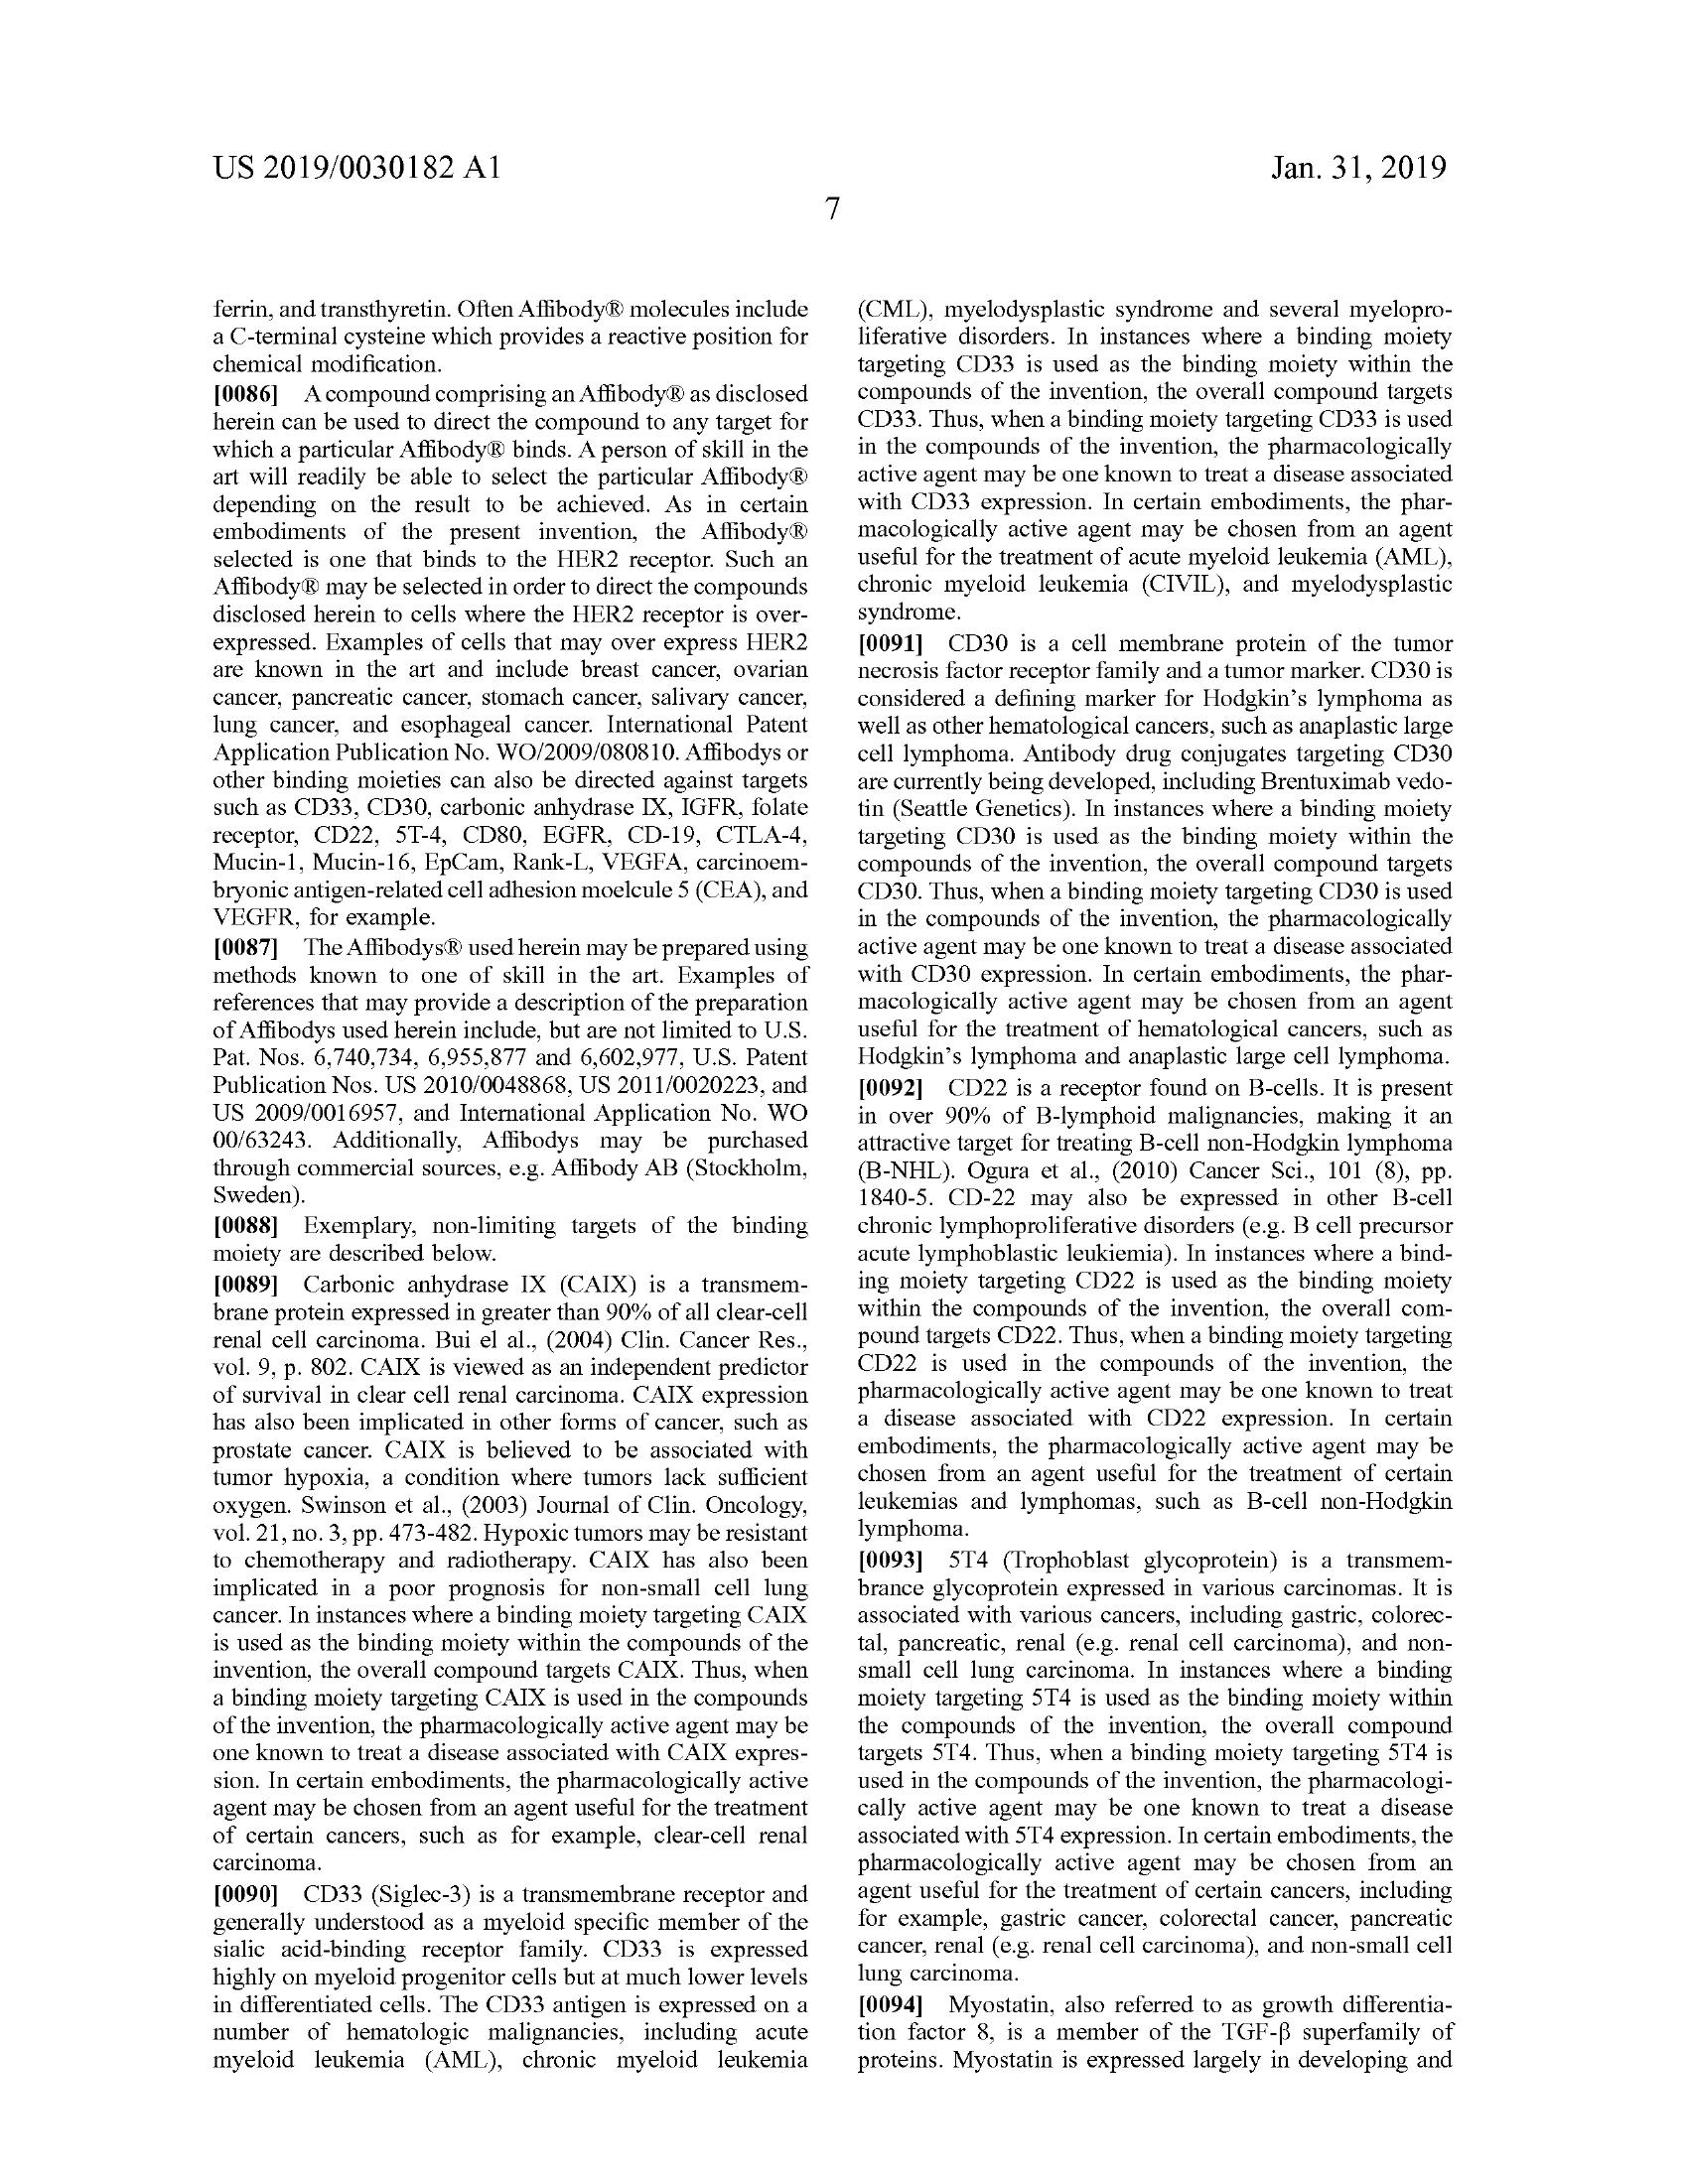 US 2019/0030182 A1
Jan. 31, 2019
7
ferrin, and transthyretin. Often Affibody® molecules include
a C-terminal cysteine which provides a reactive position for
chemical modification.
[0086] A compound comprising an Affibody® as disclosed
herein can be used to direct the compound to any target for
which a particular Affibody® binds. A person of skill in the
art will readily be able to select the particular Affibody®
depending on the result to be achieved. As in certain
embodiments of the present invention, the Affibody®
selected is one that binds to the HER2 receptor. Such an
Affibody® may be selected in order to direct the compounds
disclosed herein to cells where the HER2 receptor is over-
expressed. Examples of cells that may over express HER2
are known in the art and include breast cancer, ovarian
cancer, pancreatic cancer, stomach cancer, salivary cancer,
lung cancer, and esophageal cancer. International Patent
Application Publication No. WO/2009/080810. Affibodys or
other binding moieties can also be directed against targets
such as CD33, CD30, carbonic anhydrase IX, IGFR, folate
receptor, CD22, 5T-4, CD80, EGFR, CD-19, CTLA-4,
Mucin-1, Mucin-16, EpCam, Rank-L, VEGFA, carcinoem-
bryonic antigen-related cell adhesion moelcule 5 (CEA), and
VEGFR, for example.
[0087] The Affibodys® used herein may be prepared using
methods known to one of skill in the art. Examples of
references that may provide a description of the preparation
of Affibodys used herein include, but are not limited to U.S.
Pat. Nos. 6,740,734, 6,955,877 and 6,602,977, U.S. Patent
Publication Nos. US 2010/0048868, US 2011/0020223, and
US 2009/0016957, and International Application No. WO
00/63243. Additionally, Affibodys may be purchased
through commercial sources, e.g. Affibody AB (Stockholm,
Sweden).
[0088] Exemplary, non-limiting targets of the binding
moiety are described below.
[0089] Carbonic anhydrase IX (CAIX) is a transmem-
brane protein expressed in greater than 90% of all clear-cell
renal cell carcinoma. Bui el al., (2004) Clin. Cancer Res.,
vol. 9, p. 802. CAIX is viewed as an independent predictor
of survival in clear cell renal carcinoma. CAIX expression
has also been implicated in other forms of cancer, such as
prostate cancer. CAIX is believed to be associated with
tumor hypoxia, a condition where tumors lack sufficient
oxygen. Swinson et al., (2003) Journal of Clin. Oncology,
vol. 21, no. 3, pp. 473-482. Hypoxic tumors may be resistant
to chemotherapy and radiotherapy. CAIX has also been
implicated in a poor prognosis for non-small cell lung
cancer. In instances where a binding moiety targeting CAIX
is used as the binding moiety within the compounds of the
invention, the overall compound targets CAIX. Thus, when
a binding moiety targeting CAIX is used in the compounds
of the invention, the pharmacologically active agent may be
one known to treat a disease associated with CAIX expres-
sion. In certain embodiments, the pharmacologically active
agent may be chosen from an agent useful for the treatment
of certain cancers, such as for example, clear-cell renal
carcinoma.
[0090] CD33 (Siglec-3) is a transmembrane receptor and
generally understood as a myeloid specific member of the
sialic acid-binding receptor family. CD33 is expressed
highly on myeloid progenitor cells but at much lower levels
in differentiated cells. The CD33 antigen is expressed on a
number of hematologic malignancies, including acute
myeloid leukemia (AML), chronic myeloid leukemia
(CML), myelodysplastic syndrome and several myelopro-
liferative disorders. In instances where a binding moiety
targeting CD33 is used as the binding moiety within the
compounds of the invention, the overall compound targets
CD33. Thus, when a binding moiety targeting CD33 is used
in the compounds of the invention, the pharmacologically
active agent may be one known to treat a disease associated
with CD33 expression. In certain embodiments, the phar-
macologically active agent may be chosen from an agent
useful for the treatment of acute myeloid leukemia (AML),
chronic myeloid leukemia (CIVIL), and myelodysplastic
syndrome.
[0091] CD30 is a cell membrane protein of the tumor
necrosis factor receptor family and a tumor marker. CD30 is
considered a defining marker for Hodgkin’s lymphoma as
well as other hematological cancers, such as anaplastic large
cell lymphoma. Antibody drug conjugates targeting CD30
are currently being developed, including Brentuximab vedo-
tin (Seattle Genetics). In instances where a binding moiety
targeting CD30 is used as the binding moiety within the
compounds of the invention, the overall compound targets
CD30. Thus, when a binding moiety targeting CD30 is used
in the compounds of the invention, the pharmacologically
active agent may be one known to treat a disease associated
with CD30 expression. In certain embodiments, the phar-
macologically active agent may be chosen from an agent
useful for the treatment of hematological cancers, such as
Hodgkin’s lymphoma and anaplastic large cell lymphoma.
[0092] CD22 is a receptor found on B-cells. It is present
in over 90% of B-lymphoid malignancies, making it an
attractive target for treating B-cell non-Hodgkin lymphoma
(B-NHL). Ogura et al., (2010) Cancer Sci., 101 (8), pp.
1840-5. CD-22 may also be expressed in other B-cell
chronic lymphoproliferative disorders (e.g. B cell precursor
acute lymphoblastic leukiemia). In instances where a bind-
ing moiety targeting CD22 is used as the binding moiety
within the compounds of the invention, the overall com-
pound targets CD22. Thus, when a binding moiety targeting
CD22 is used in the compounds of the invention, the
pharmacologically active agent may be one known to treat
a disease associated with CD22 expression. In certain
embodiments, the pharmacologically active agent may be
chosen from an agent useful for the treatment of certain
leukemias and lymphomas, such as B-cell non-Hodgkin
lymphoma.
[0093] 5T4 (Trophoblast glycoprotein) is a transmem-
brance glycoprotein expressed in various carcinomas. It is
associated with various cancers, including gastric, colorec-
tal, pancreatic, renal (e.g. renal cell carcinoma), and non-
small cell lung carcinoma. In instances where a binding
moiety targeting 5T4 is used as the binding moiety within
the compounds of the invention, the overall compound
targets 5T4. Thus, when a binding moiety targeting 5T4 is
used in the compounds of the invention, the pharmacologi-
cally active agent may be one known to treat a disease
associated with 5T4 expression. In certain embodiments, the
pharmacologically active agent may be chosen from an
agent useful for the treatment of certain cancers, including
for example, gastric cancer, colorectal cancer, pancreatic
cancer, renal (e.g. renal cell carcinoma), and non-small cell
lung carcinoma.
[0094] Myostatin, also referred to as growth differentia-
tion factor 8, is a member of the TGF-β superfamily of
proteins. Myostatin is expressed largely in developing and